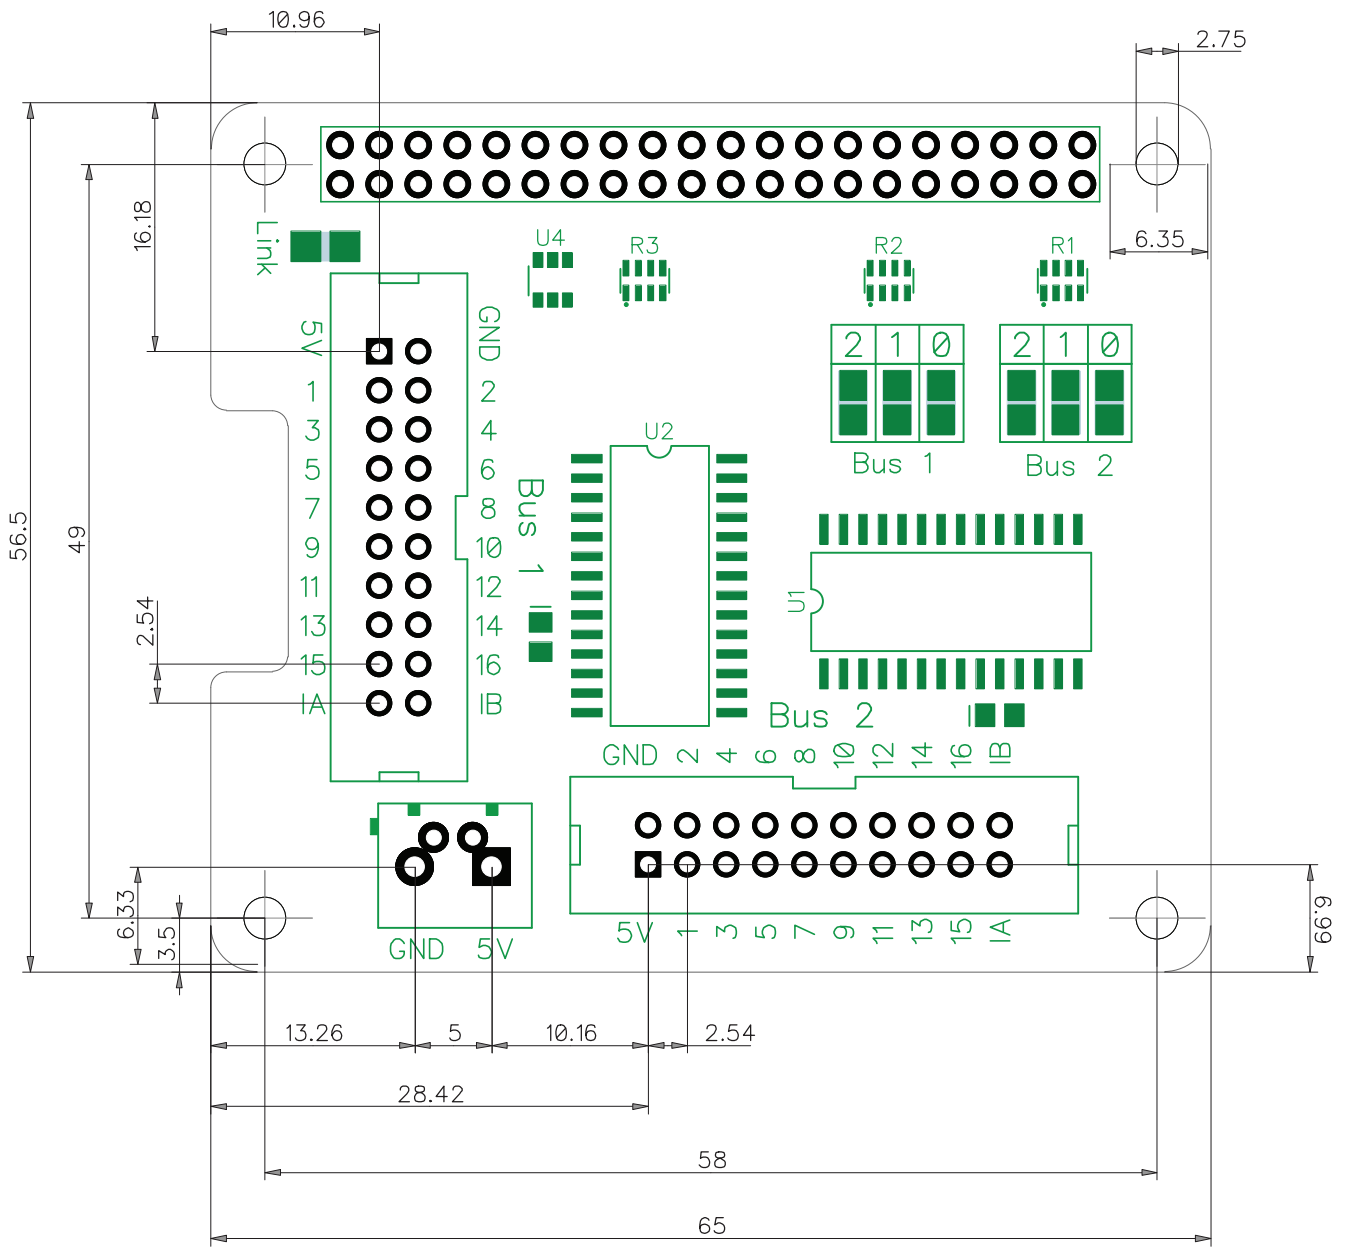 10.96
2.75
16.18
6.35
Link
U4
R3
R2
R1
5V
GND
2 1 0
2 1 0
Bus 1
Bus 2
1 2
3 4
5 6
7 8
9 10
11 12
13 14
15 16
IA IB
Bus 1
U2
U1
56.5
49
2.54
Bus 2
GND 2 4 6 8 10 12 14 16 IB
5V 1 3 5 7 9 11 13 15 IA
GND 5V
6.33
3.5
6.99
13.26
5
10.16
2.54
28.42
58
65